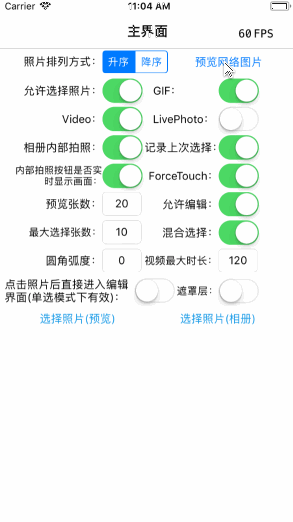 Carrier 11:04 AM
主界面 60 FPS
照片排列方式： 升序 降序 预览网络图片
允许选择照片： GIF：
Video： LivePhoto：
相册内部拍照： 记录上次选择：
内部拍照按钮是否实
时显示画面： ForceTouch：
预览张数： 20 允许编辑：
最大选择张数： 10 混合选择：
圆角弧度： 0 视频最大时长： 120
点击照片后直接进入编辑
界面(单选模式下有效)： 遮罩层：
选择照片(预览) 选择照片(相册)